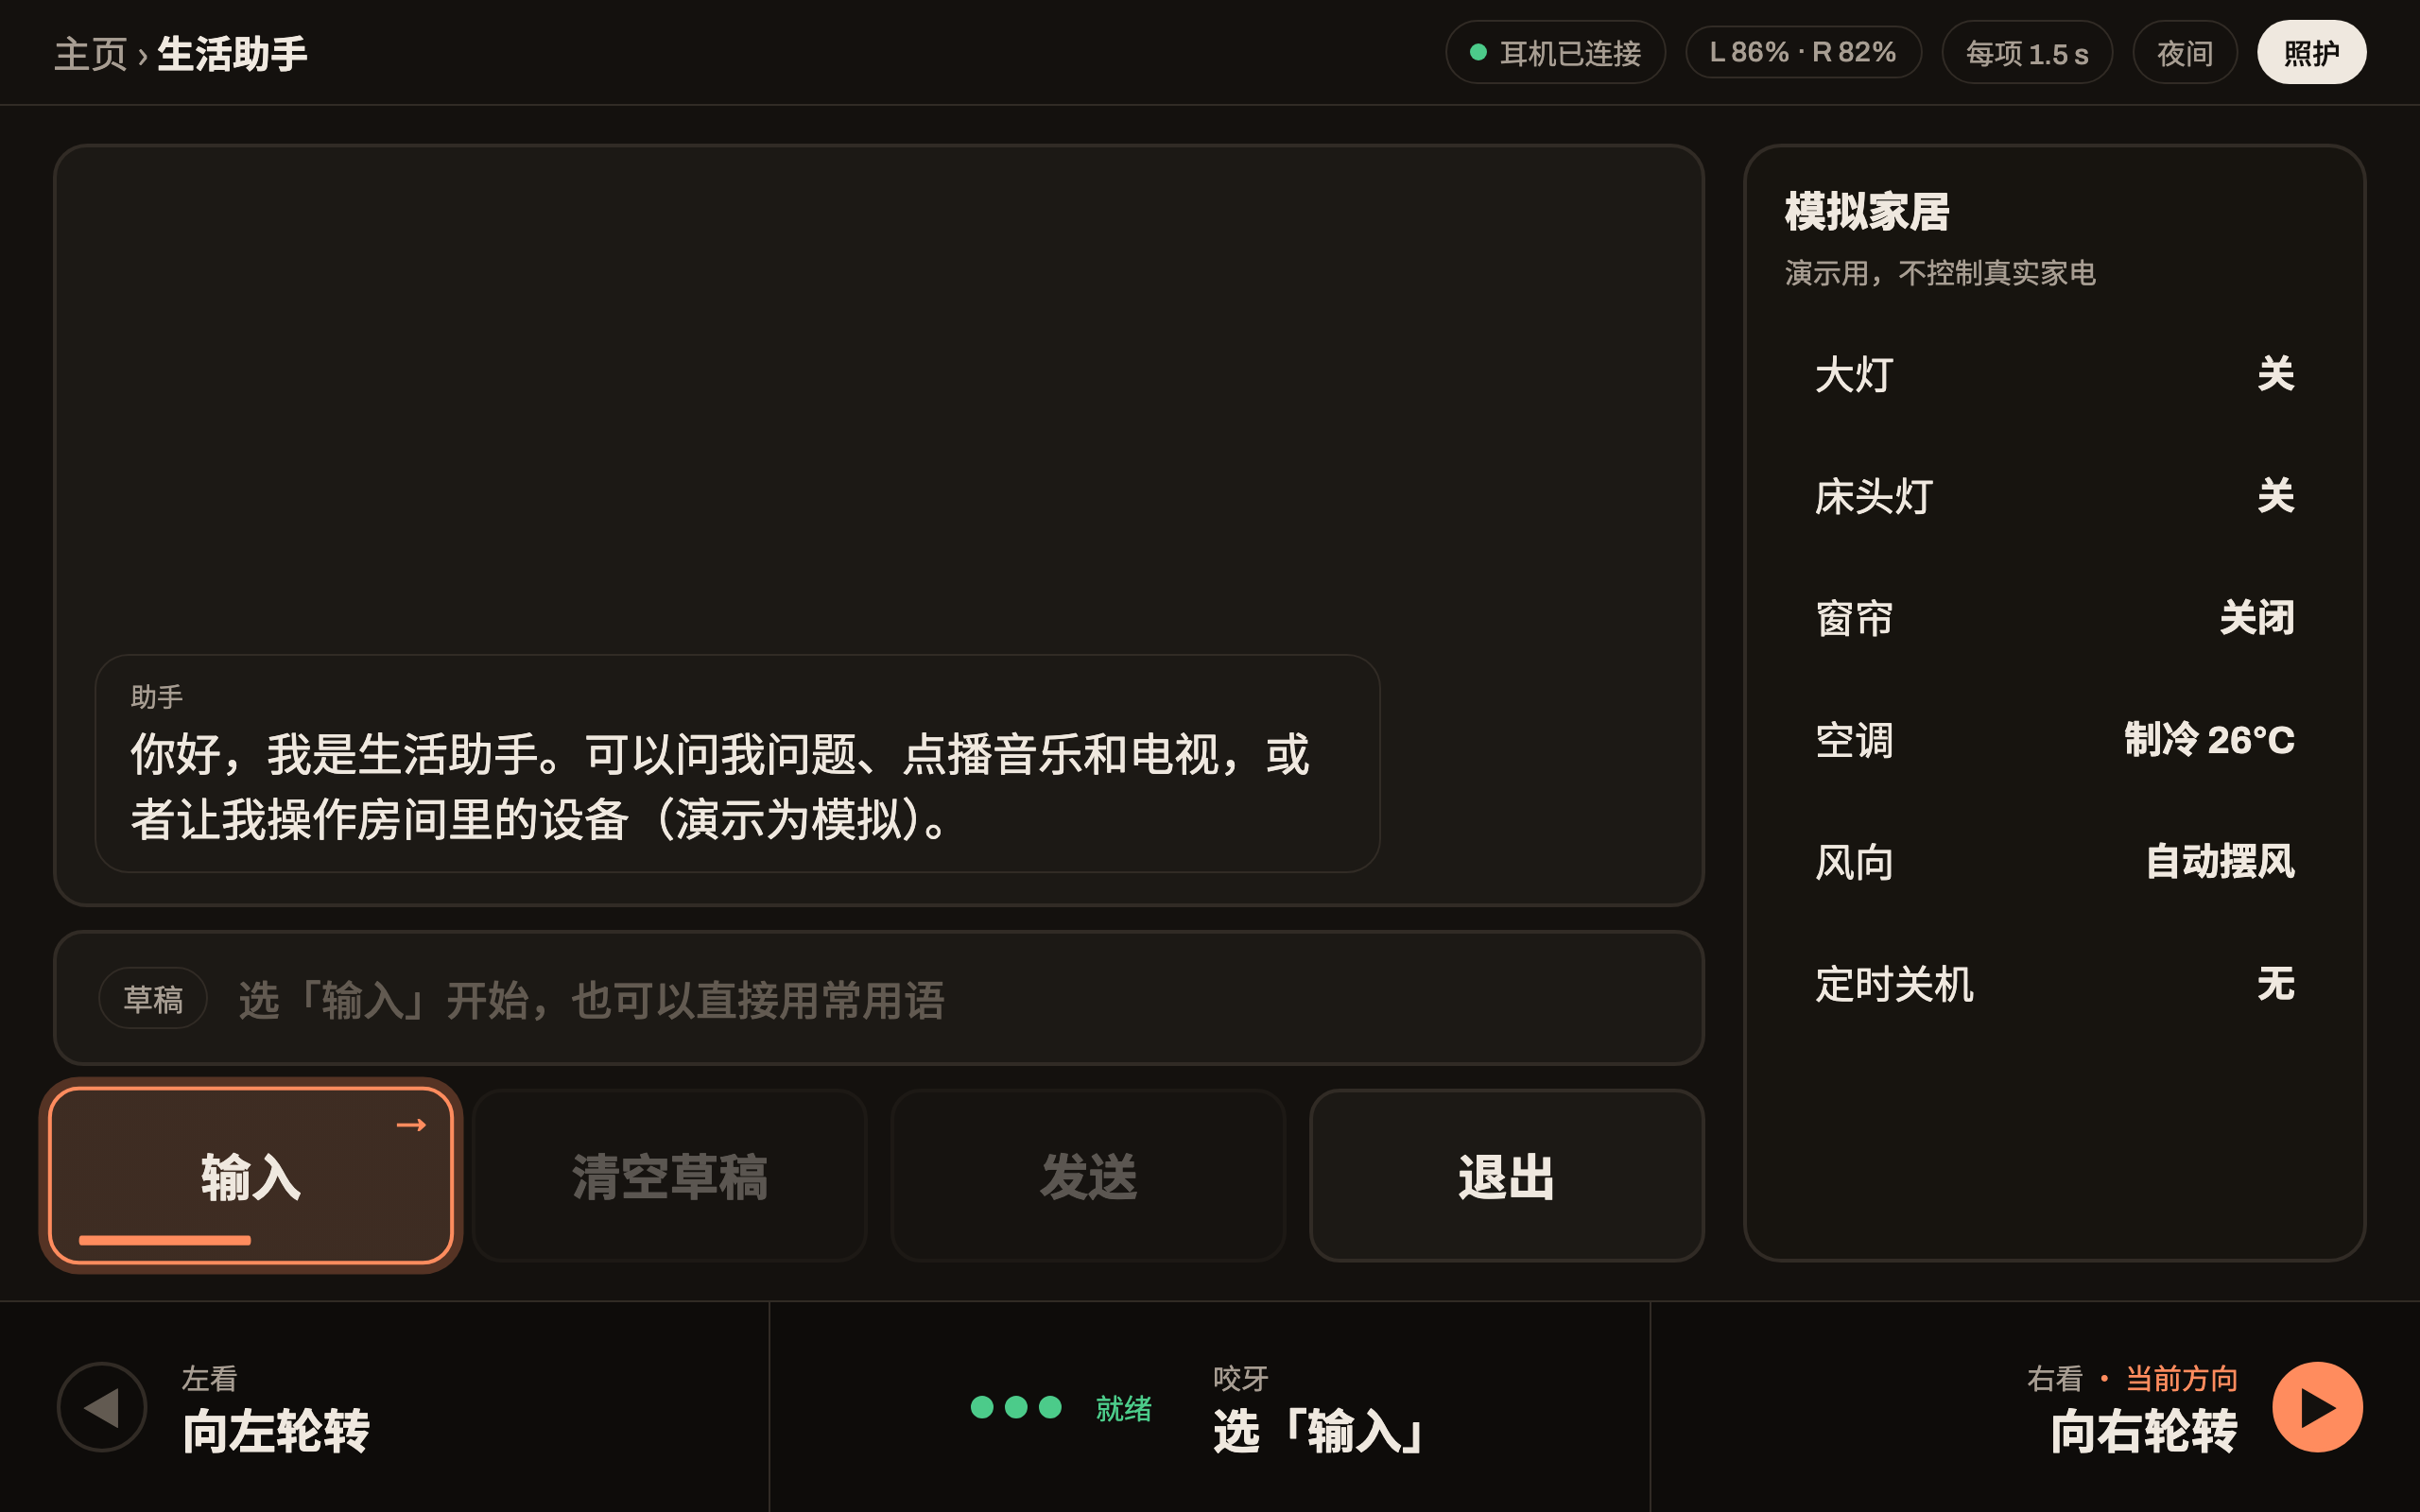 主页 › 生活助手
耳机已连接
L 86% · R 82%
每项 1.5 s
夜间
照护
助手
你好，我是生活助手。可以问我问题、点播音乐和电视，或
者让我操作房间里的设备（演示为模拟）。
草稿
选「输入」开始，也可以直接用常用语
输入 →
清空草稿
发送
退出
模拟家居
演示用，不控制真实家电
大灯 关
床头灯 关
窗帘 关闭
空调 制冷 26°C
风向 自动摆风
定时关机 无
左看
向左轮转
就绪
咬牙
选「输入」
右看 · 当前方向
向右轮转